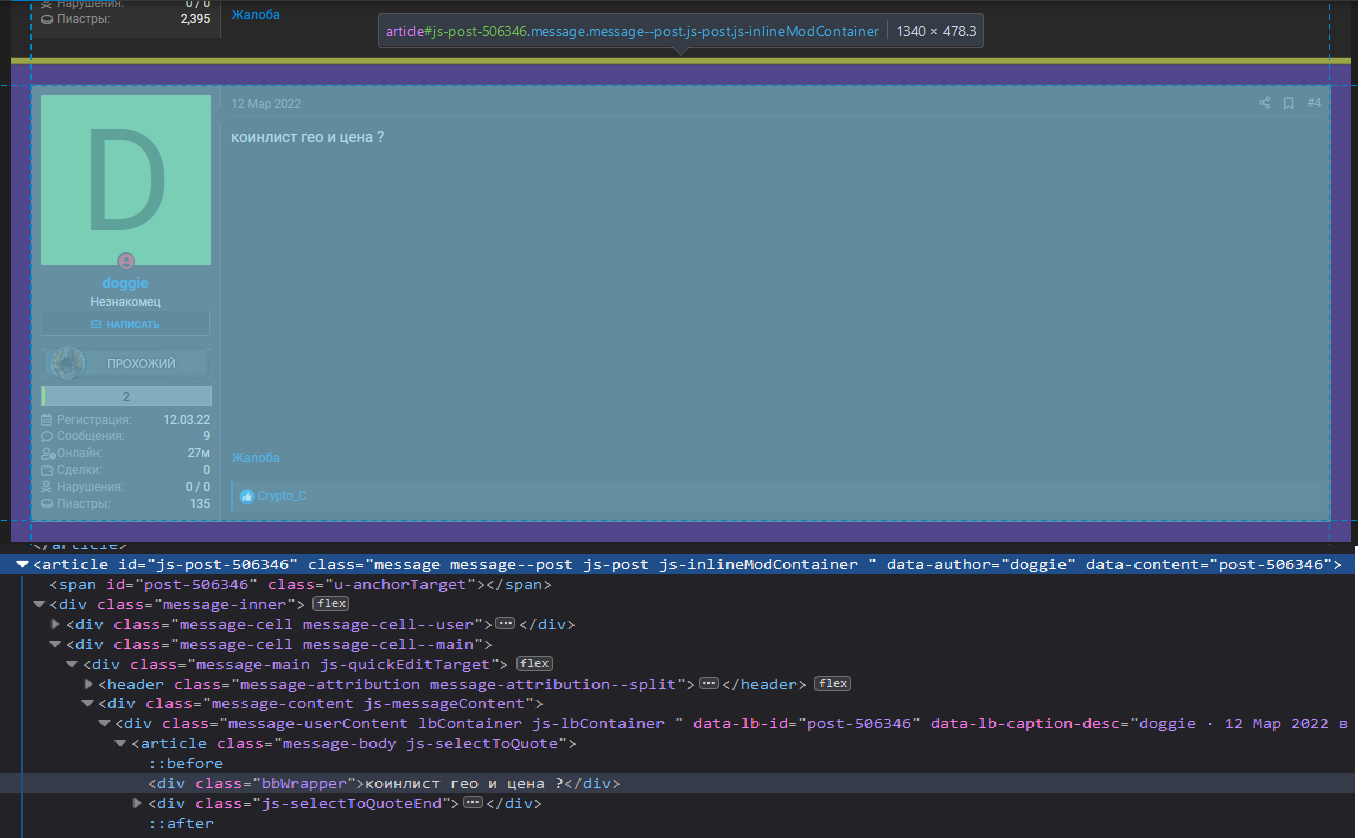 Нарушения: 0 / 0
Пиастры: 2,395
Жалоба
article#js-post-506346.message.message--post.js-post.js-inlineModContainer 1340 × 478.3
12 Мар 2022 #4
D
коинлист гео и цена ?
doggie
Незнакомец
НАПИСАТЬ
ПРОХОЖИЙ
2
Регистрация: 12.03.22
Сообщения: 9
Онлайн: 27м
Сделки: 0
Нарушения: 0 / 0
Пиастры: 135
Жалоба
Crypto_C
</article>
<article id="js-post-506346" class="message message--post js-post js-inlineModContainer " data-author="doggie" data-content="post-506346">
<span id="post-506346" class="u-anchorTarget"></span>
<div class="message-inner"> flex
<div class="message-cell message-cell--user">⋯</div>
<div class="message-cell message-cell--main">
<div class="message-main js-quickEditTarget"> flex
<header class="message-attribution message-attribution--split">⋯</header> flex
<div class="message-content js-messageContent">
<div class="message-userContent lbContainer js-lbContainer " data-lb-id="post-506346" data-lb-caption-desc="doggie · 12 Мар 2022 в
<article class="message-body js-selectToQuote">
::before
<div class="bbWrapper">коинлист гео и цена ?</div>
<div class="js-selectToQuoteEnd">⋯</div>
::after